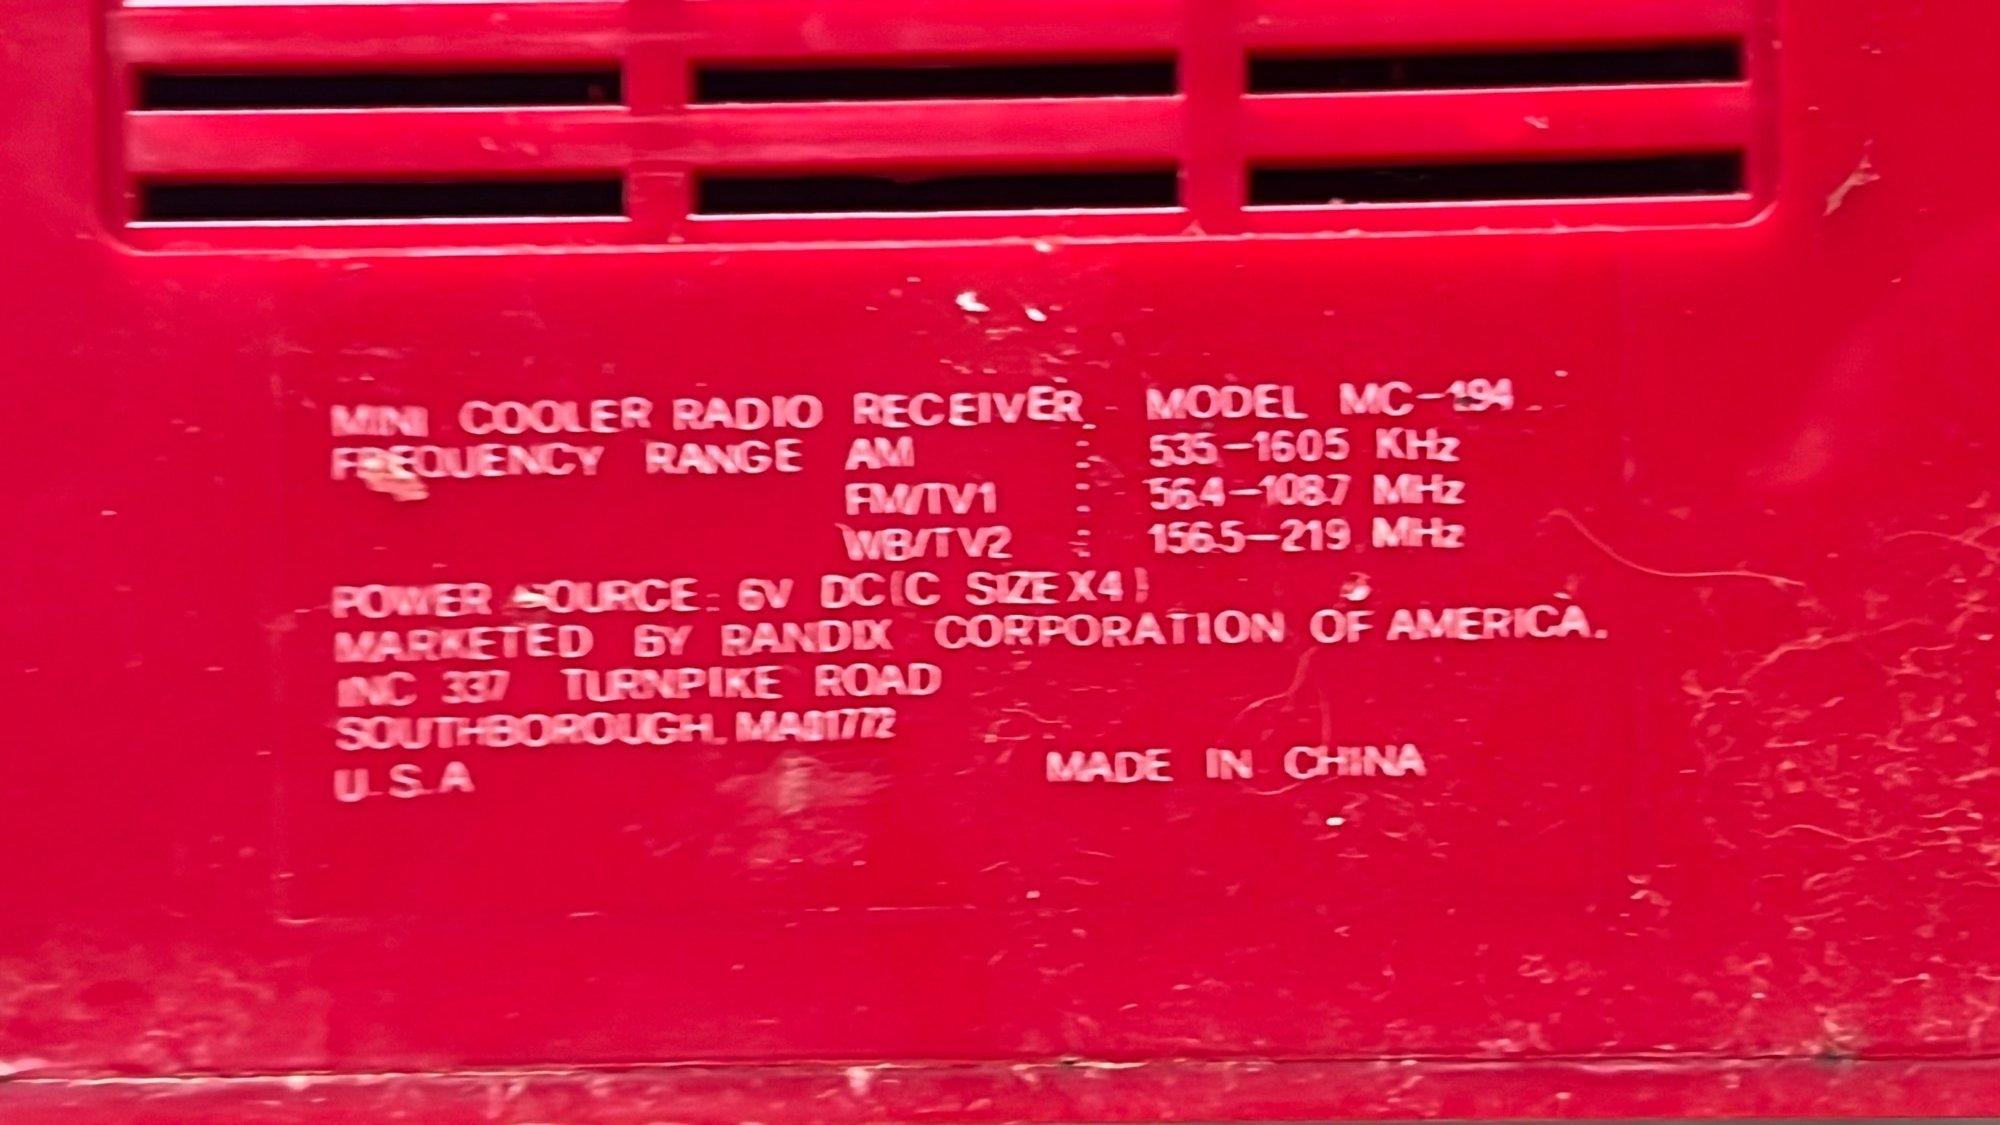 MINI COOLER RADIO RECEIVER - MODEL MC-194
FREQUENCY RANGE AM : 535-1605 KHz
FM/TV1 : 56.4-108.7 MHz
WB/TV2 : 156.5-219 MHz
POWER SOURCE: 6V DC(C SIZE X4)
MARKETED BY RANDIX CORPORATION OF AMERICA.
INC 337 TURNPIKE ROAD
SOUTHBOROUGH. MA01772
U.S.A
MADE IN CHINA